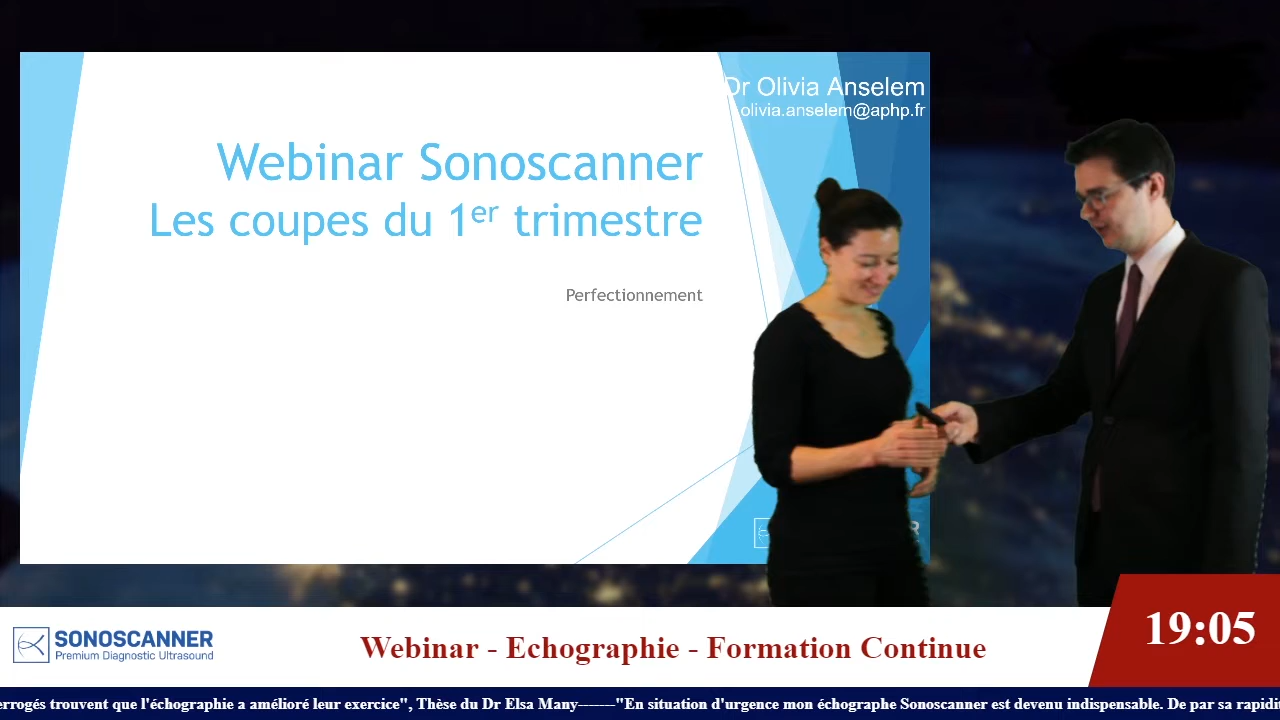 Dr Olivia Anselem
olivia.anselem@aphp.fr
Webinar Sonoscanner
Les coupes du 1er trimestre
Perfectionnement
SONOSCANNER
Premium Diagnostic Ultrasound
Webinar - Echographie - Formation Continue
19:05
trouvent que l'échographie a amélioré leur exercice", Thèse du Dr Elsa Many-------"En situation d'urgence mon échographe Sonoscanner est devenu indispensable. De par sa